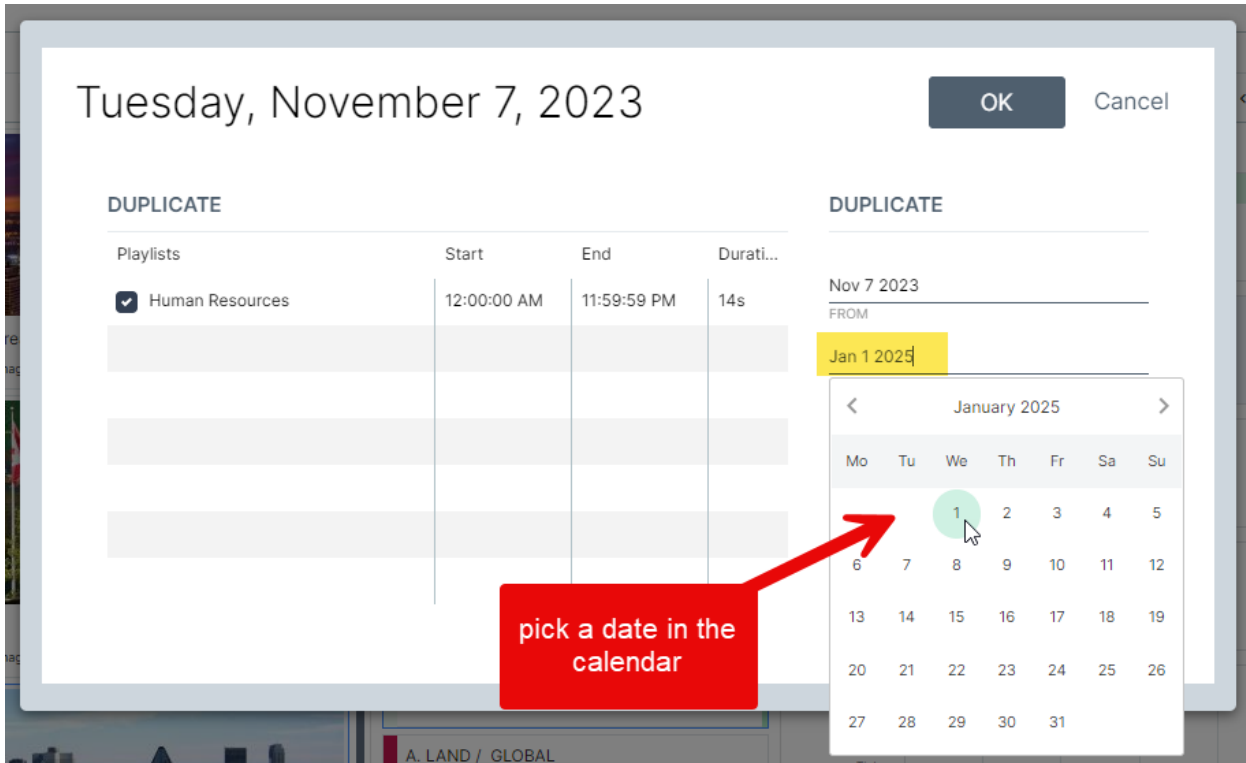 Tuesday, November 7, 2023
OK
Cancel
DUPLICATE
Playlists Start End Durati...
Human Resources 12:00:00 AM 11:59:59 PM 14s
DUPLICATE
Nov 7 2023
FROM
Jan 1 2025
January 2025
Mo Tu We Th Fr Sa Su
1 2 3 4 5
6 7 8 9 10 11 12
13 14 15 16 17 18 19
20 21 22 23 24 25 26
27 28 29 30 31
pick a date in the
calendar
A. LAND / GLOBAL